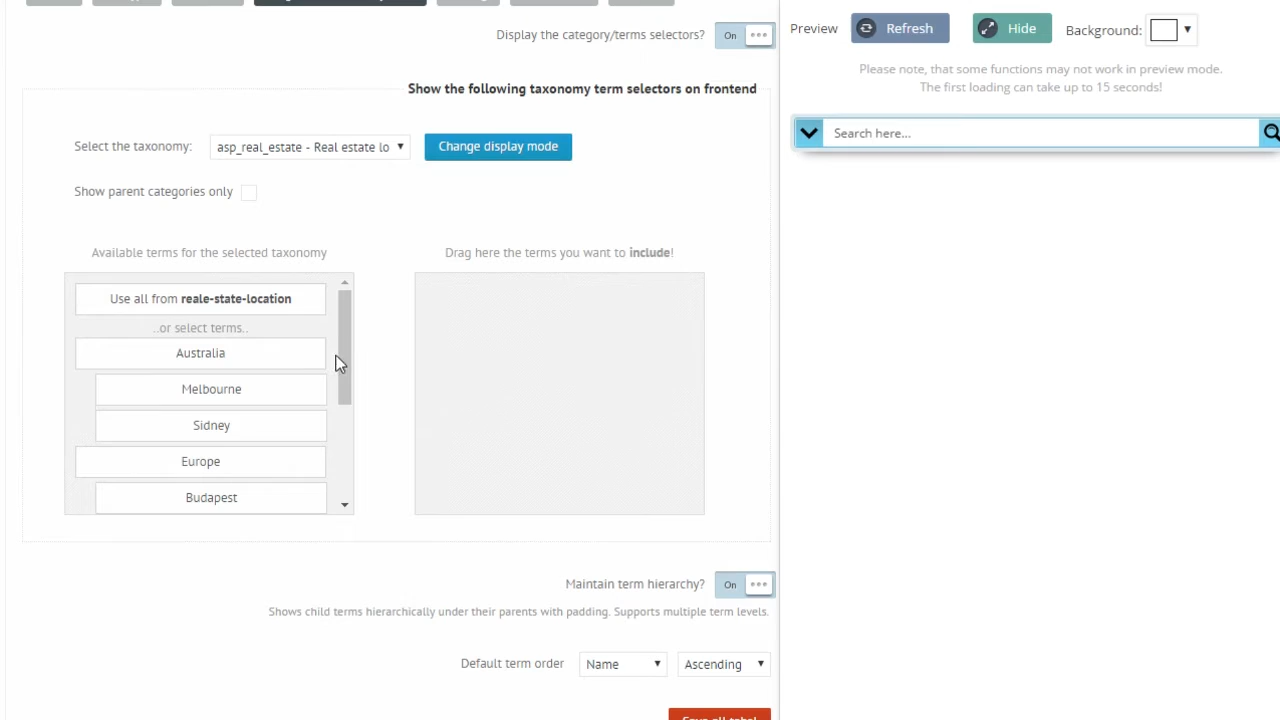 Display the category/terms selectors?
On
Show the following taxonomy term selectors on frontend
Select the taxonomy:
asp_real_estate - Real estate lo
Change display mode
Show parent categories only
Available terms for the selected taxonomy
Drag here the terms you want to include!
Use all from reale-state-location
..or select terms..
Australia
Melbourne
Sidney
Europe
Budapest
Maintain term hierarchy?
On
Shows child terms hierarchically under their parents with padding. Supports multiple term levels.
Default term order
Name
Ascending
Preview
Refresh
Hide
Background:
Please note, that some functions may not work in preview mode.
The first loading can take up to 15 seconds!
Search here...